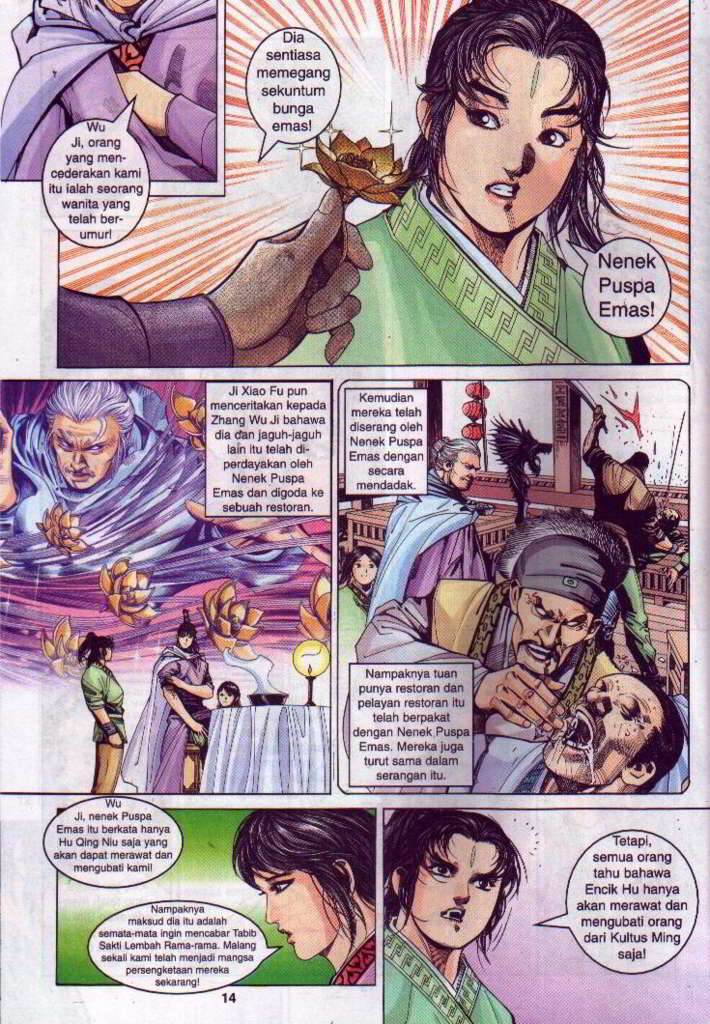 Wu
Ji, orang
yang men-
cederakan kami
itu ialah seorang
wanita yang
telah ber-
umur!
Dia
sentiasa
memegang
sekuntum
bunga
emas!
Nenek
Puspa
Emas!
Ji Xiao Fu pun
menceritakan kepada
Zhang Wu Ji bahawa
dia dan jaguh-jaguh
lain itu telah di-
perdayakan oleh
Nenek Puspa
Emas dan digoda ke
sebuah restoran.
Kemudian
mereka telah
diserang oleh
Nenek Puspa
Emas dengan
secara
mendadak.
Nampaknya tuan
punya restoran dan
pelayan restoran itu
telah berpakat
dengan Nenek Puspa
Emas. Mereka juga
turut sama dalam
serangan itu.
Wu
Ji, nenek Puspa
Emas itu berkata hanya
Hu Qing Niu saja yang
akan dapat merawat dan
mengubati kami!
Nampaknya
maksud dia itu adalah
semata-mata ingin mencabar Tabib
Sakti Lembah Rama-rama. Malang
sekali kami telah menjadi mangsa
persengketaan mereka
sekarang!
Tetapi,
semua orang
tahu bahawa
Encik Hu hanya
akan merawat dan
mengubati orang
dari Kultus Ming
saja!
14